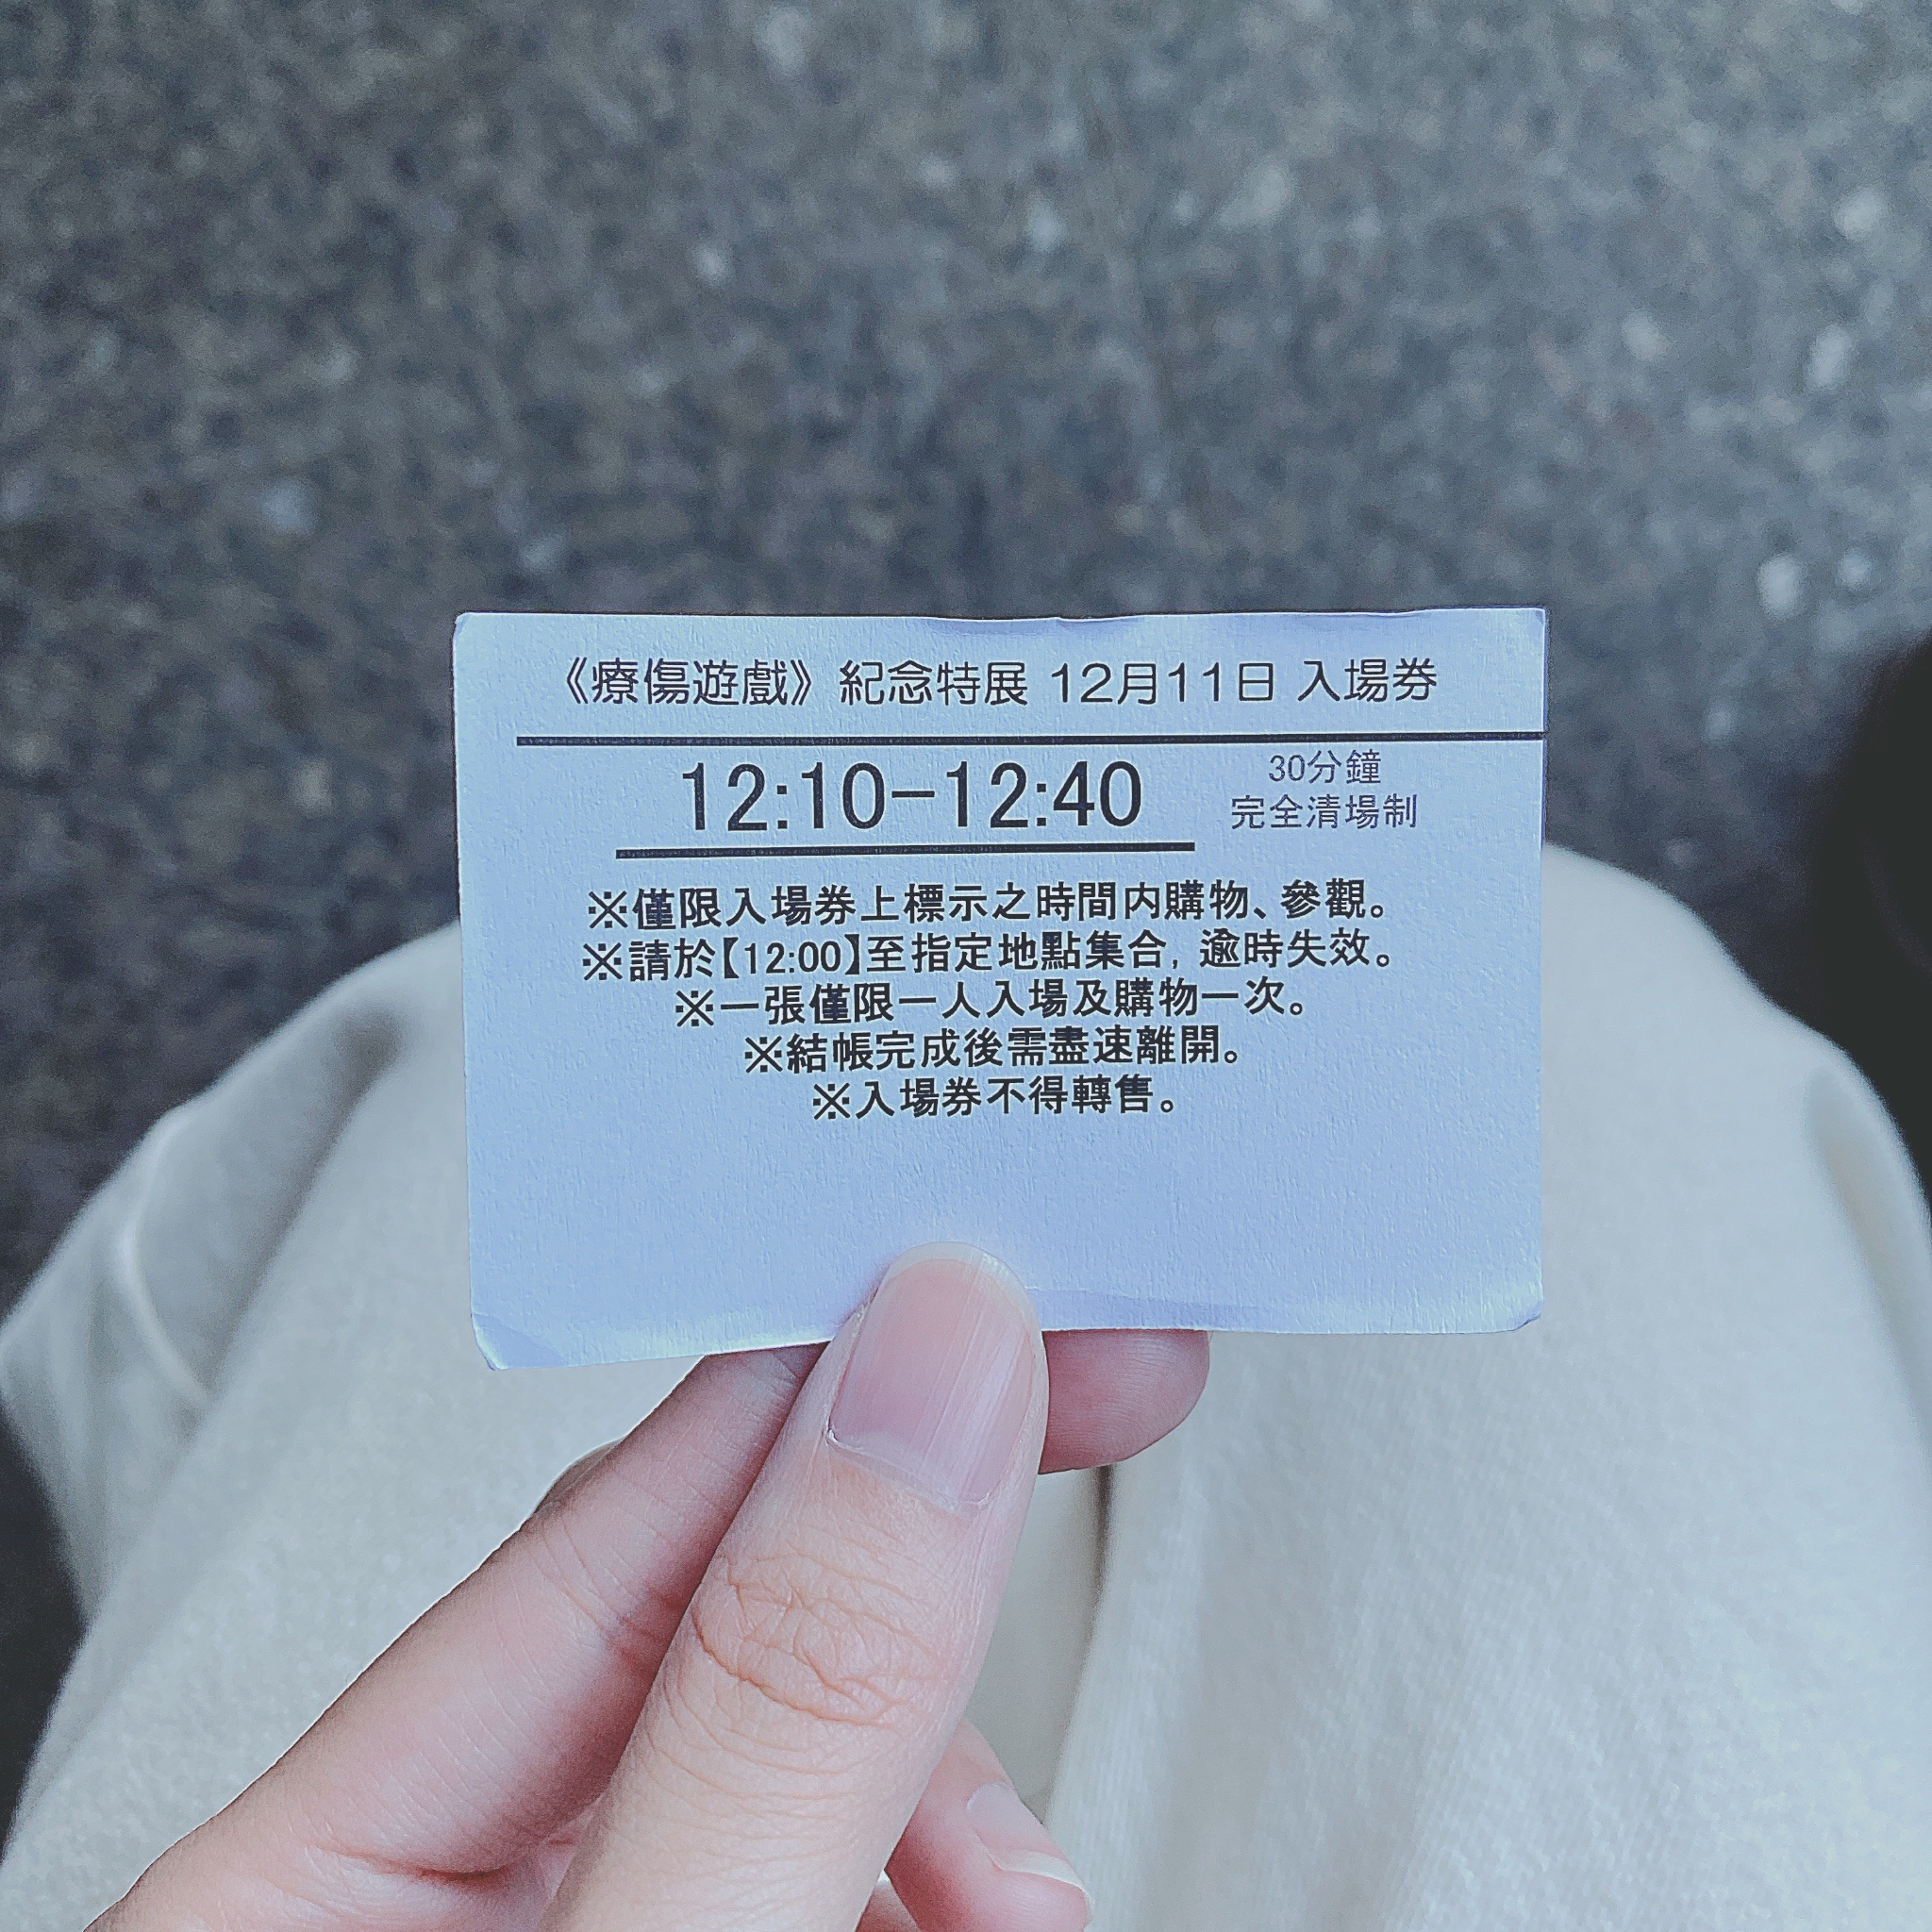 《療傷遊戲》紀念特展 12月11日 入場券
12:10-12:40
30分鐘
完全清場制
※僅限入場券上標示之時間內購物、參觀。
※請於【12:00】至指定地點集合，逾時失效。
※一張僅限一人入場及購物一次。
※結帳完成後需盡速離開。
※入場券不得轉售。